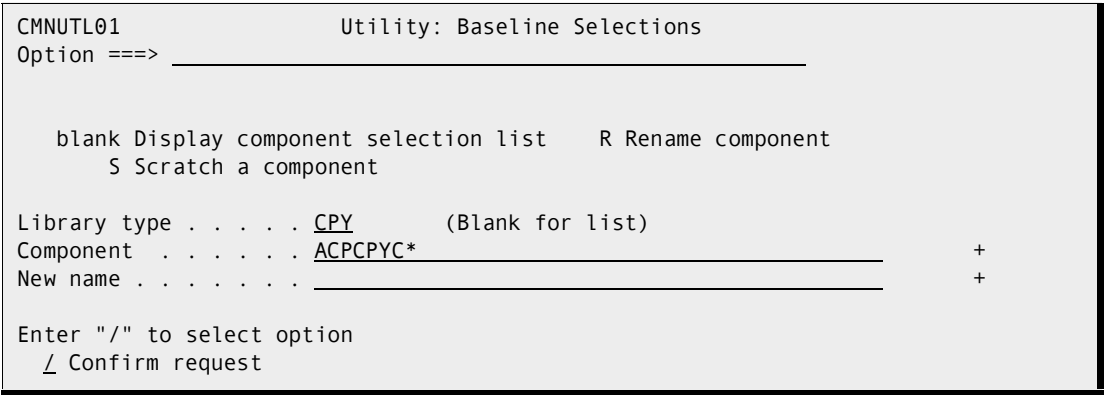 CMNUTL01 Utility: Baseline Selections
Option ===>
blank Display component selection list R Rename component
S Scratch a component
Library type . . . . . CPY (Blank for list)
Component . . . . . . ACPCPYC* +
New name . . . . . . . +
Enter "/" to select option
/ Confirm request